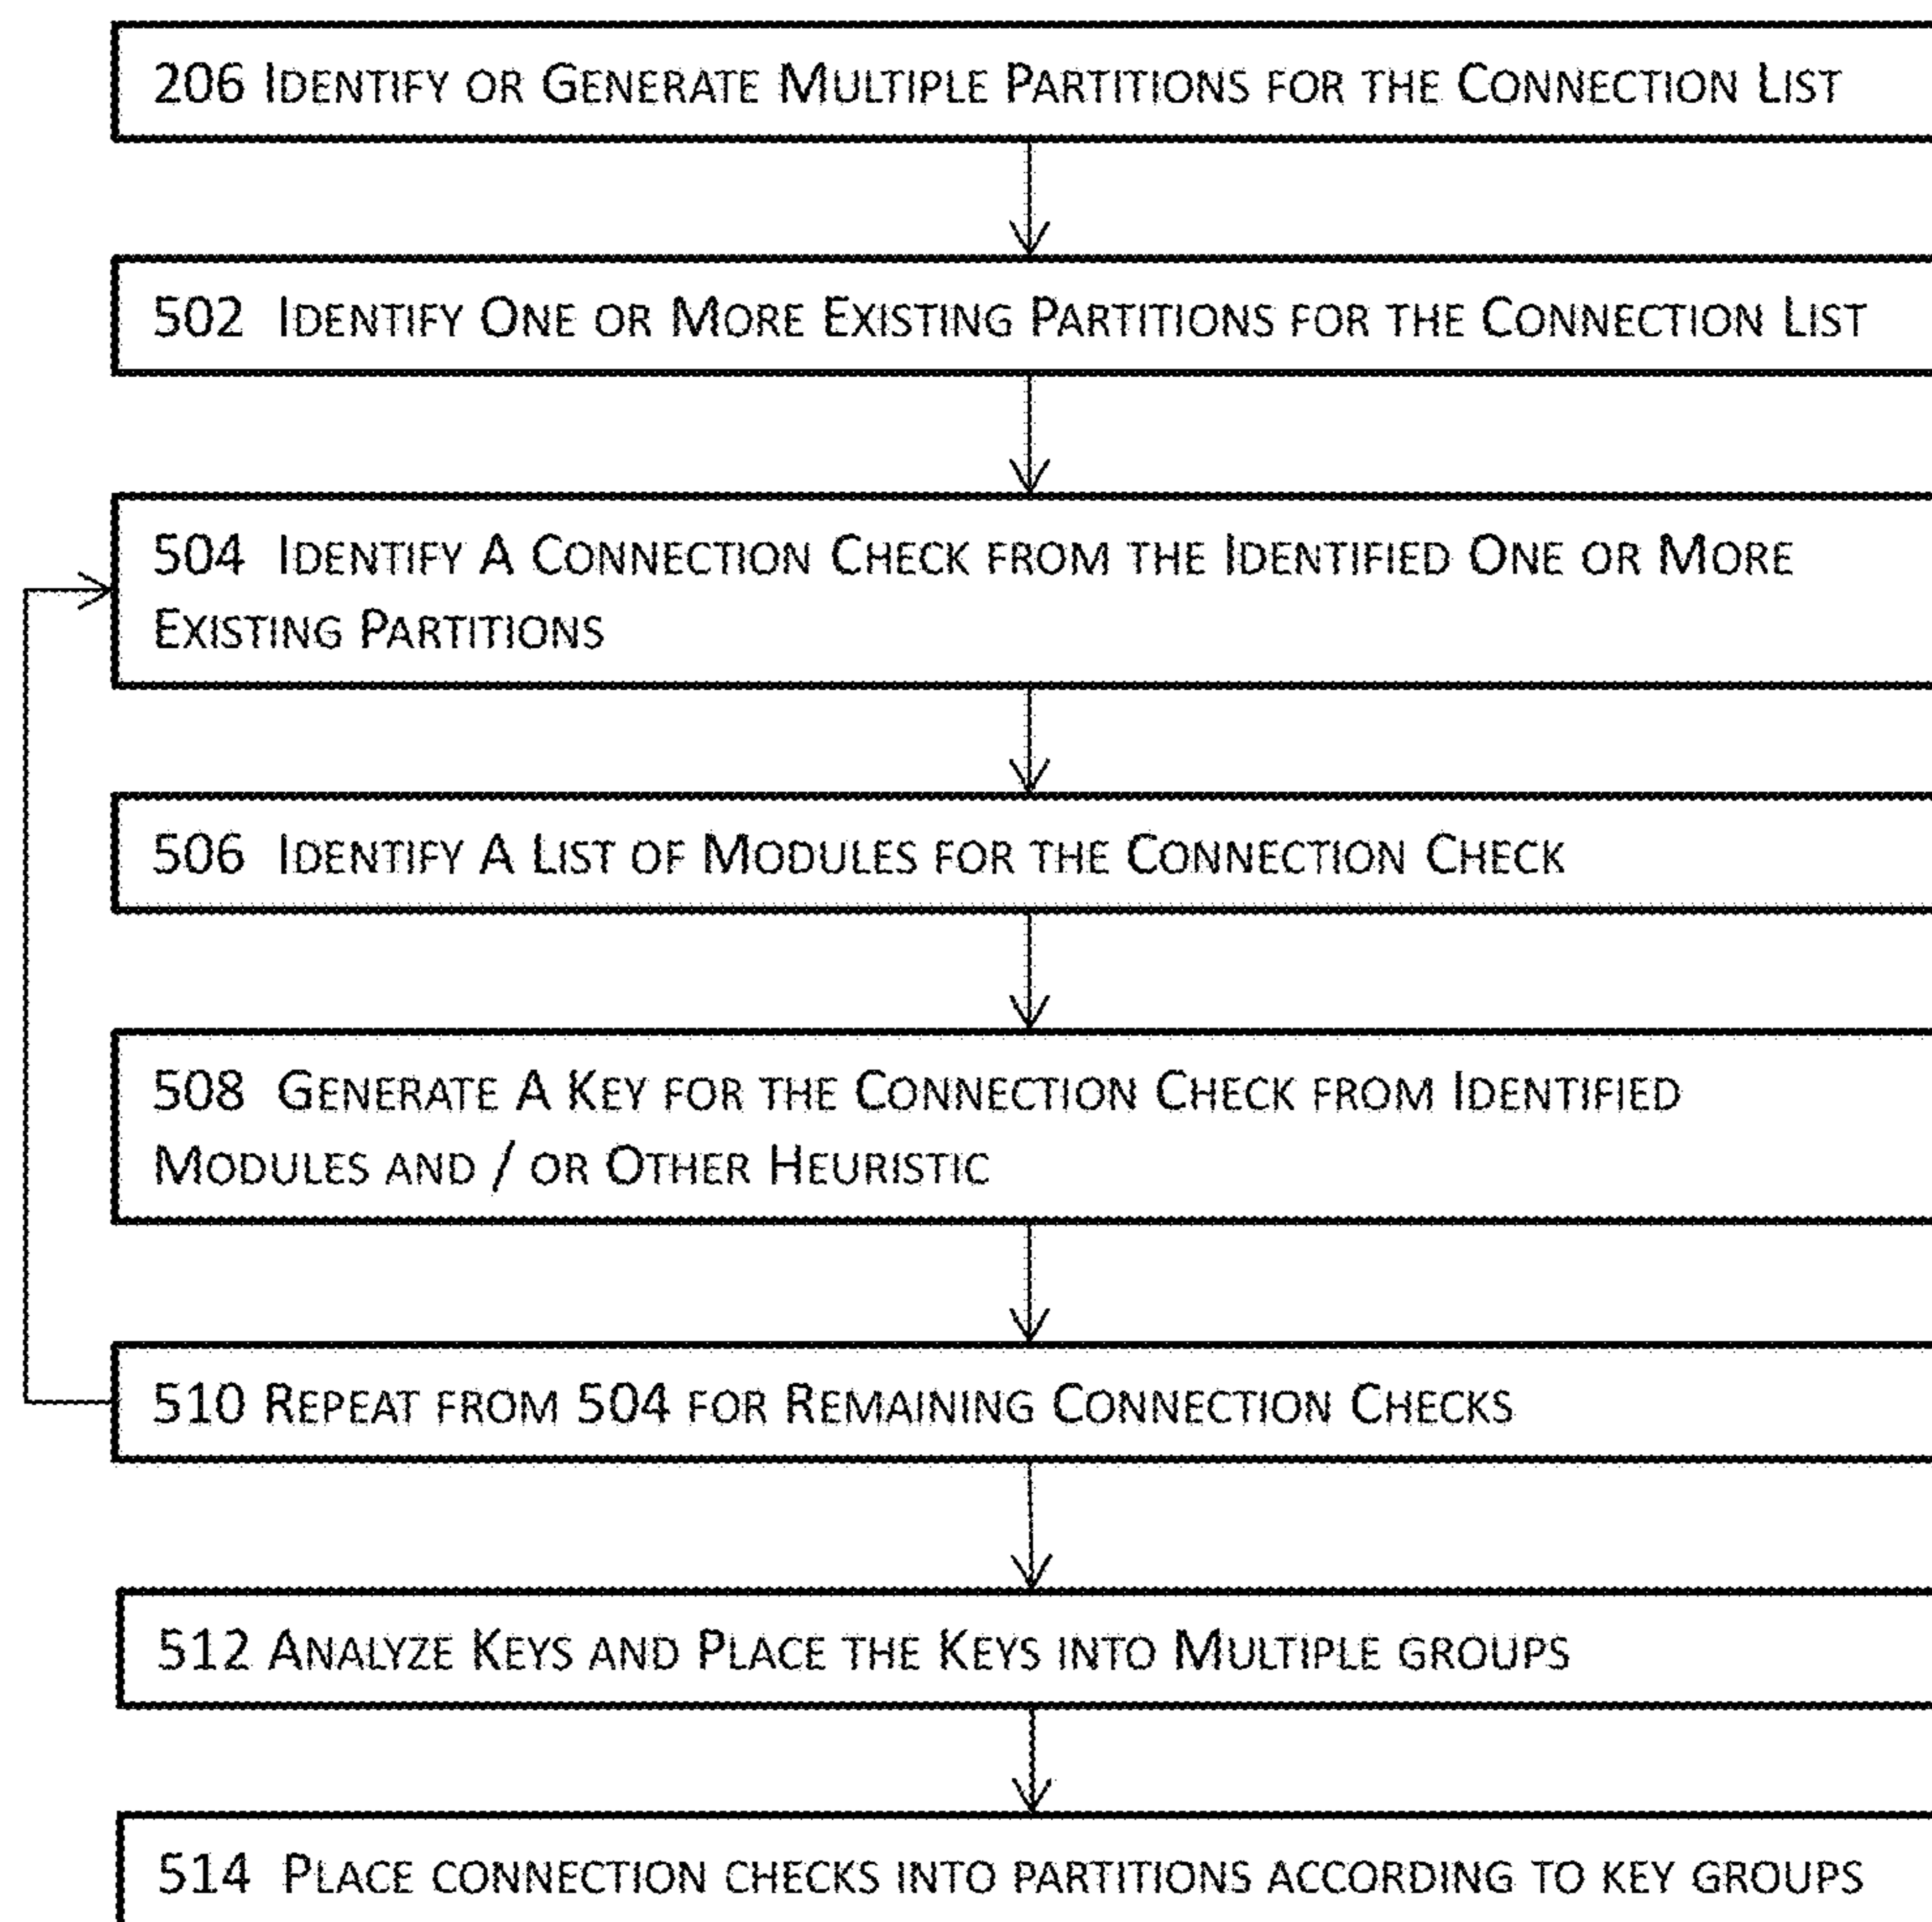 206 Identify or Generate Multiple Partitions for the Connection List
502 Identify One or More Existing Partitions for the Connection List
504 Identify A Connection Check from the Identified One or More
Existing Partitions
506 Identify A List of Modules for the Connection Check
508 Generate A Key for the Connection Check from Identified
Modules and / or Other Heuristic
510 Repeat from 504 for Remaining Connection Checks
512 Analyze Keys and Place the Keys into Multiple groups
514 Place connection checks into partitions according to key groups